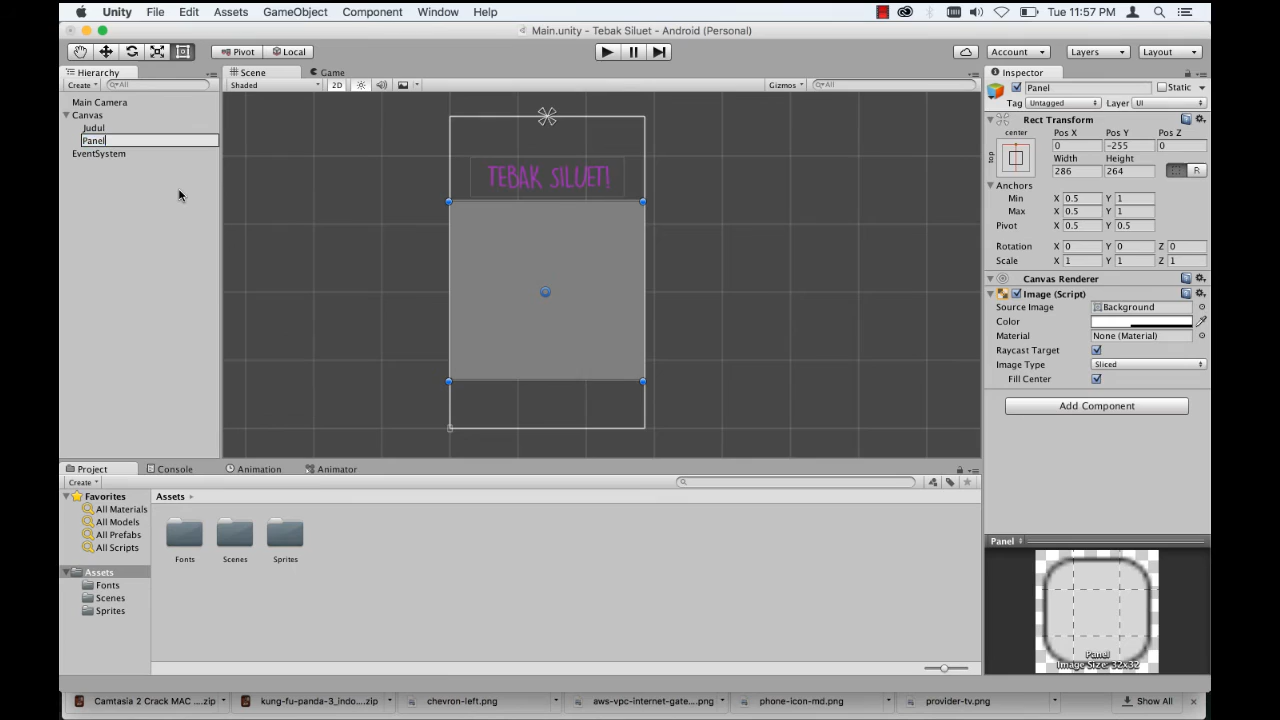 Unity File Edit Assets GameObject Component Window Help Tue 11:57 PM
Main.unity - Tebak Siluet - Android (Personal)
Pivot Local Account Layers Layout
Hierarchy Scene Game Inspector
Create All Shaded 2D Gizmos All Panel Static
Main Camera
Tag Untagged Layer UI
Canvas
Judul
Panel
EventSystem
TEBAK SILUET!
Rect Transform
center Pos X Pos Y Pos Z
top 0 -255 0
Width Height
286 264 R
Anchors
Min X 0.5 Y 1
Max X 0.5 Y 1
Pivot X 0.5 Y 0.5
Rotation X 0 Y 0 Z 0
Scale X 1 Y 1 Z 1
Canvas Renderer
Image (Script)
Source Image Background
Color
Material None (Material)
Raycast Target
Image Type Sliced
Fill Center
Add Component
Project Console Animation Animator
Create
Favorites
All Materials
All Models
All Prefabs
All Scripts
Assets
Fonts
Scenes
Sprites
Assets
Fonts Scenes Sprites
Panel
Panel
Image Size: 32x32
Camtasia 2 Crack MAC ....zip kung-fu-panda-3_indo....zip chevron-left.png aws-vpc-internet-gate....png phone-icon-md.png provider-tv.png Show All